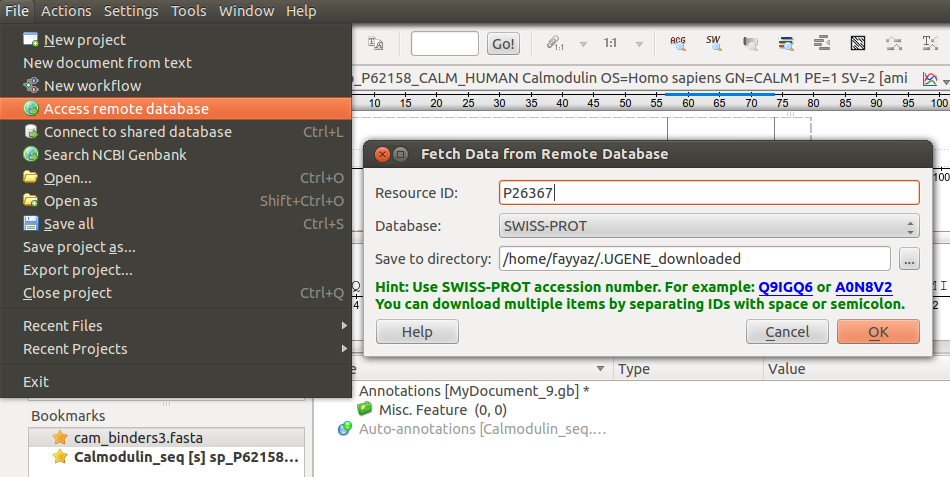 File Actions Settings Tools Window Help
New project
New document from text
New workflow
Access remote database
Connect to shared database Ctrl+L
Search NCBI Genbank
Open... Ctrl+O
Open as Shift+Ctrl+O
Save all Ctrl+S
Save project as...
Export project...
Close project Ctrl+Q
Recent Files
Recent Projects
Exit
Go!
1:1
ACG
SW
p_P62158_CALM_HUMAN Calmodulin OS=Homo sapiens GN=CALM1 PE=1 SV=2 [ami
10 15 20 25 30 35 40 45 50 55 60 65 70 75 80 85 90 95 100
Fetch Data from Remote Database
Resource ID: P26367
Database: SWISS-PROT
Save to directory: /home/fayyaz/.UGENE_downloaded ...
Hint: Use SWISS-PROT accession number. For example: Q9IGQ6 or A0N8V2
You can download multiple items by separating IDs with space or semicolon.
Help Cancel OK
Type Value
Annotations [MyDocument_9.gb] *
Misc. Feature (0, 0)
Auto-annotations [Calmodulin_seq....
Bookmarks
cam_binders3.fasta
Calmodulin_seq [s] sp_P62158...